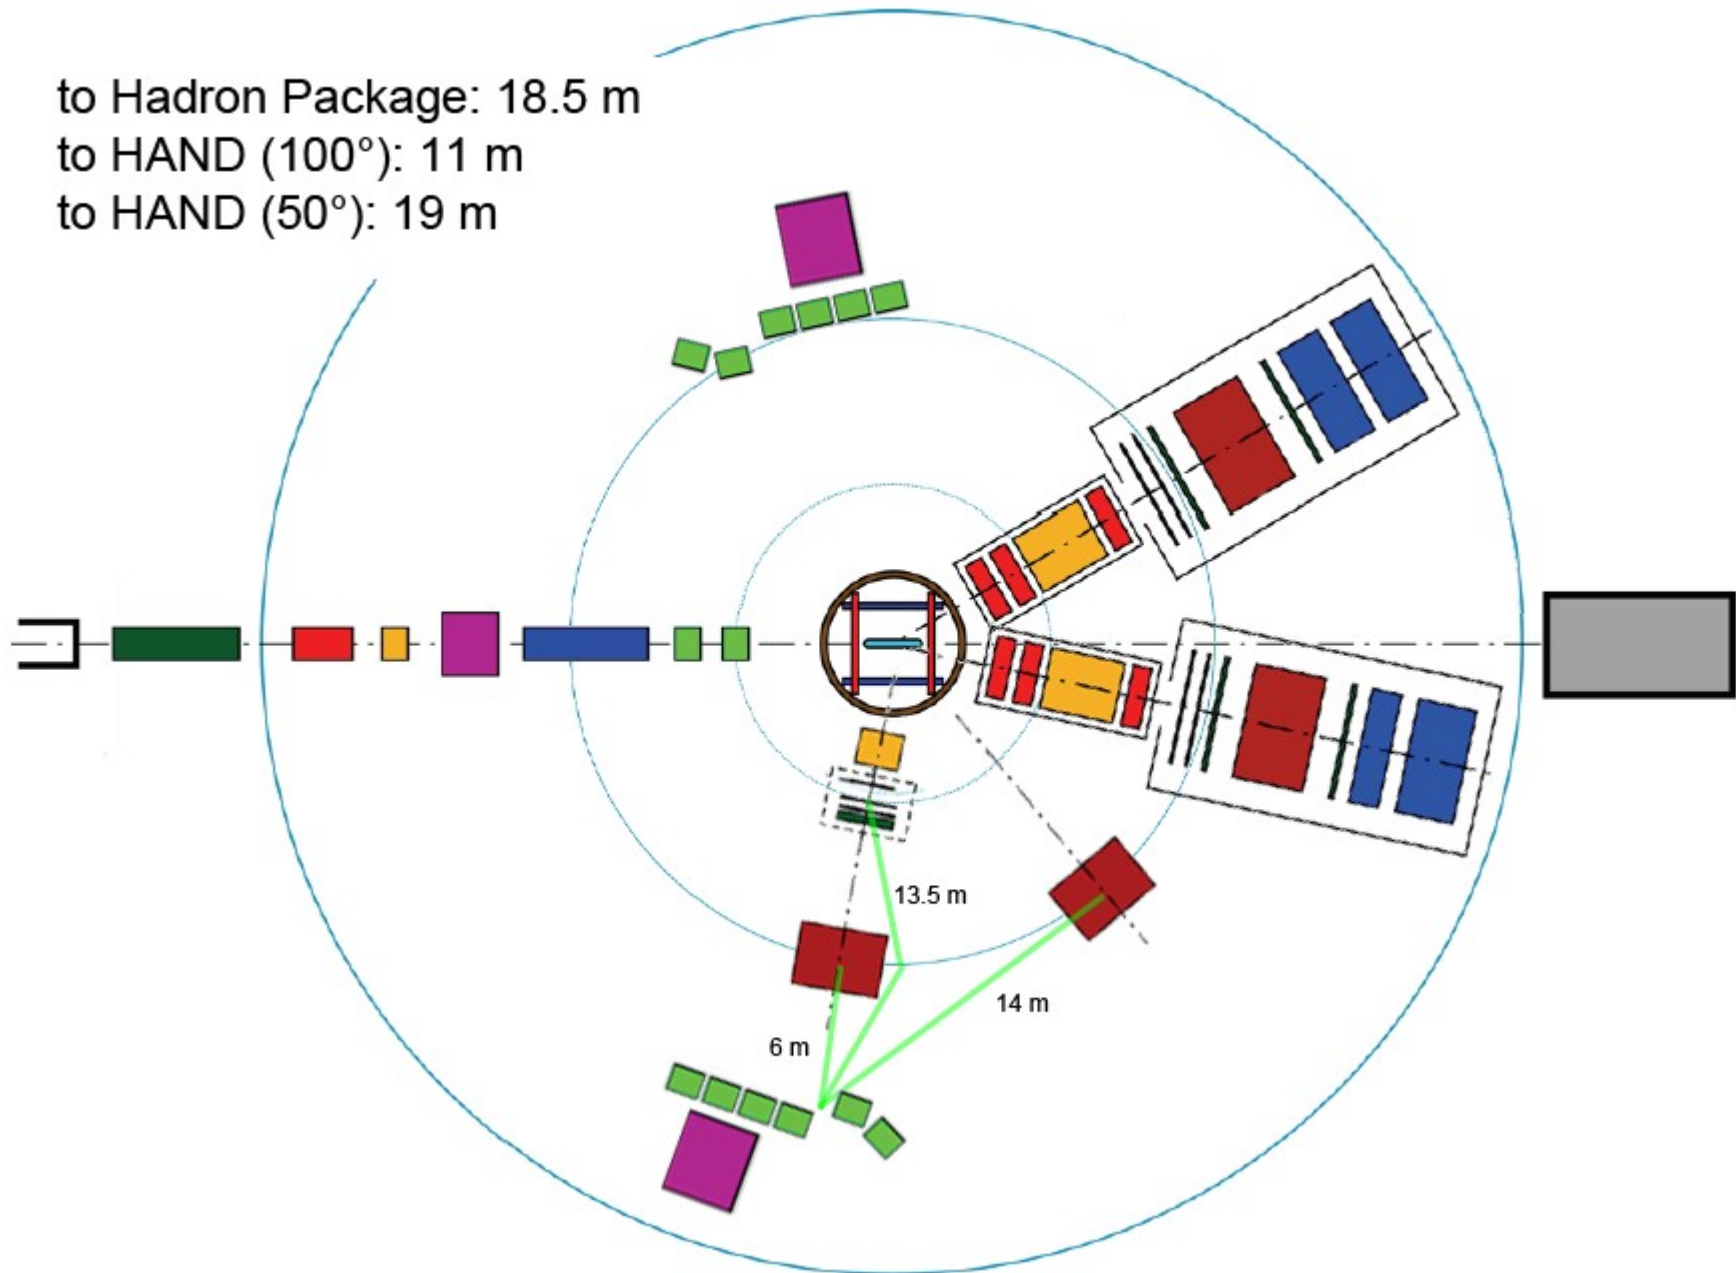 to Hadron Package: 18.5 m
to HAND (100°): 11 m
to HAND (50°): 19 m
13.5 m
14 m
6 m